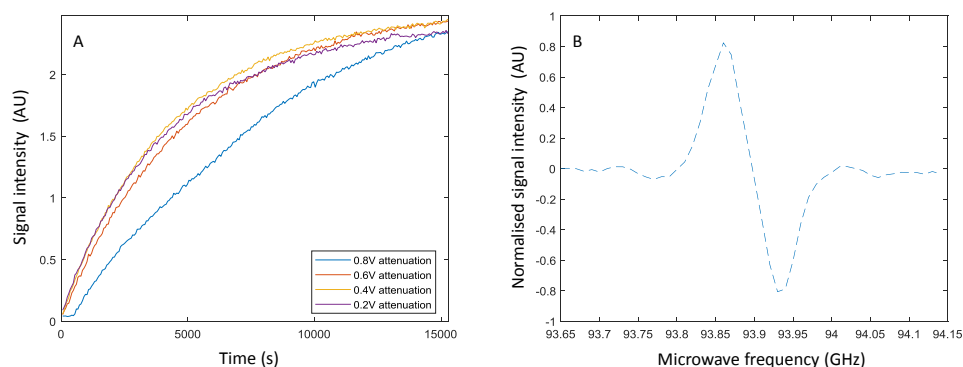 A
Signal intensity (AU)
2
1.5
1
0.5
0
0 5000 10000 15000
Time (s)
0.8V attenuation
0.6V attenuation
0.4V attenuation
0.2V attenuation
B
Normalised signal intensity (AU)
1
0.8
0.6
0.4
0.2
0
-0.2
-0.4
-0.6
-0.8
-1
93.65 93.7 93.75 93.8 93.85 93.9 93.95 94 94.05 94.1 94.15
Microwave frequency (GHz)